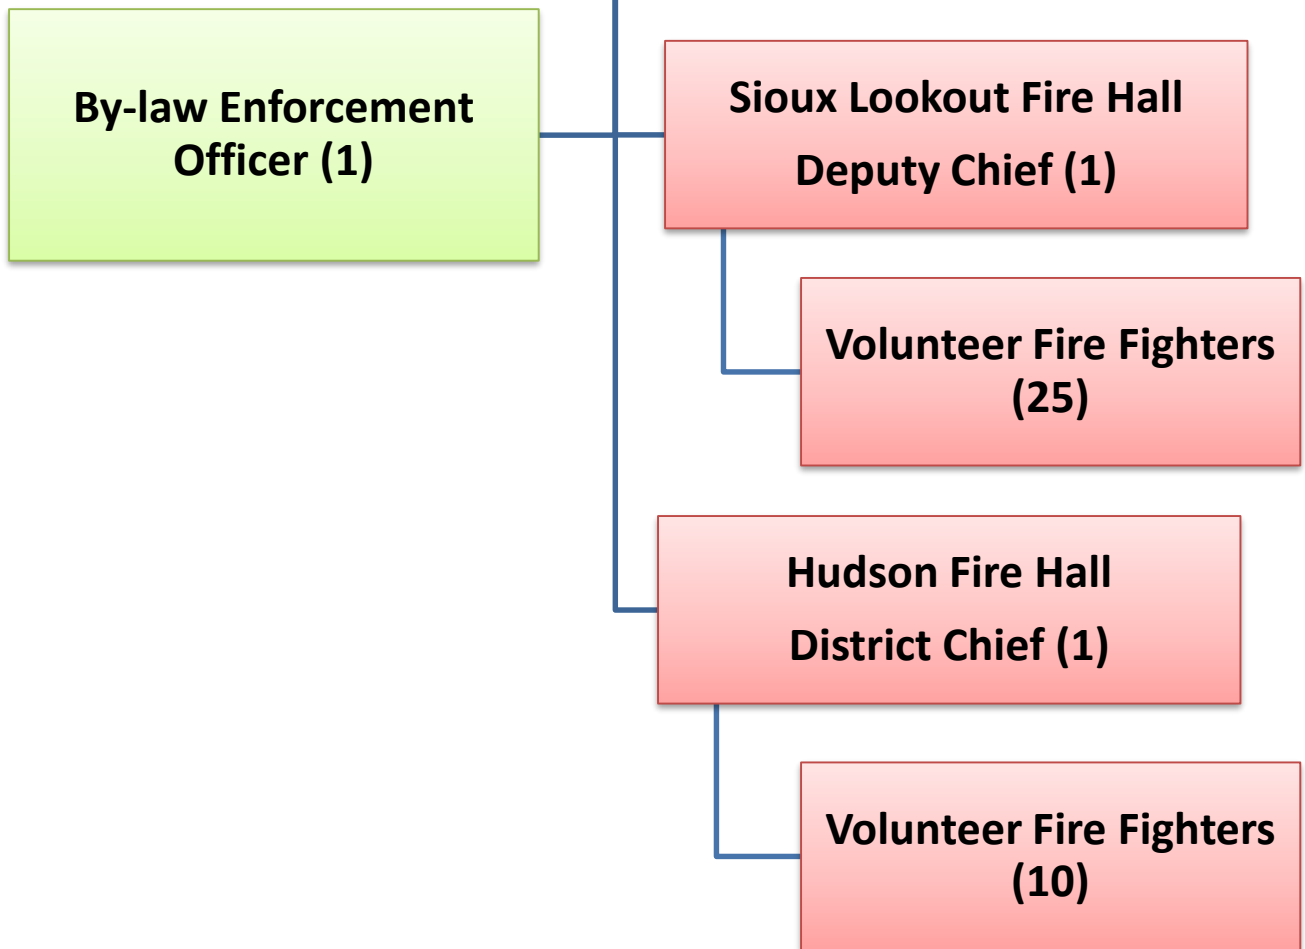 By-law Enforcement
Officer (1)
Sioux Lookout Fire Hall
Deputy Chief (1)
Volunteer Fire Fighters
(25)
Hudson Fire Hall
District Chief (1)
Volunteer Fire Fighters
(10)